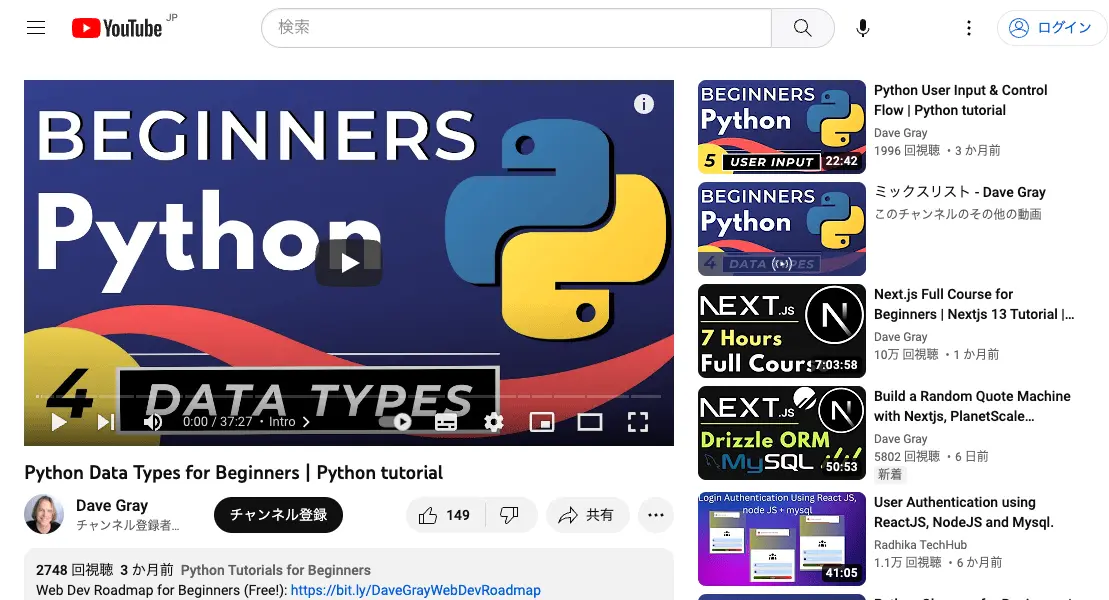 YouTube JP
検索
ログイン
BEGINNERS
Python
4
DATA TYPES
0:00 / 37:27 • Intro
Python Data Types for Beginners | Python tutorial
Dave Gray
チャンネル登録者…
チャンネル登録
149
共有
2748 回視聴 3 か月前 Python Tutorials for Beginners
Web Dev Roadmap for Beginners (Free!): https://bit.ly/DaveGrayWebDevRoadmap
BEGINNERS
Python
5 USER INPUT
22:42
Python User Input & Control
Flow | Python tutorial
Dave Gray
1996 回視聴 ・3 か月前
BEGINNERS
Python
4 DATA TYPES
ミックスリスト - Dave Gray
このチャンネルのその他の動画
NEXT.JS
7 Hours
Full Course
N
7:03:58
Next.js Full Course for
Beginners | Nextjs 13 Tutorial |…
Dave Gray
10万 回視聴 ・1 か月前
NEXT.JS
Drizzle ORM
MySQL
N
50:53
Build a Random Quote Machine
with Nextjs, PlanetScale…
Dave Gray
5802 回視聴 ・6 日前
新着
Login Authentication Using React JS,
node JS + mysql
41:05
User Authentication using
ReactJS, NodeJS and Mysql.
Radhika TechHub
1.1万 回視聴 ・6 か月前